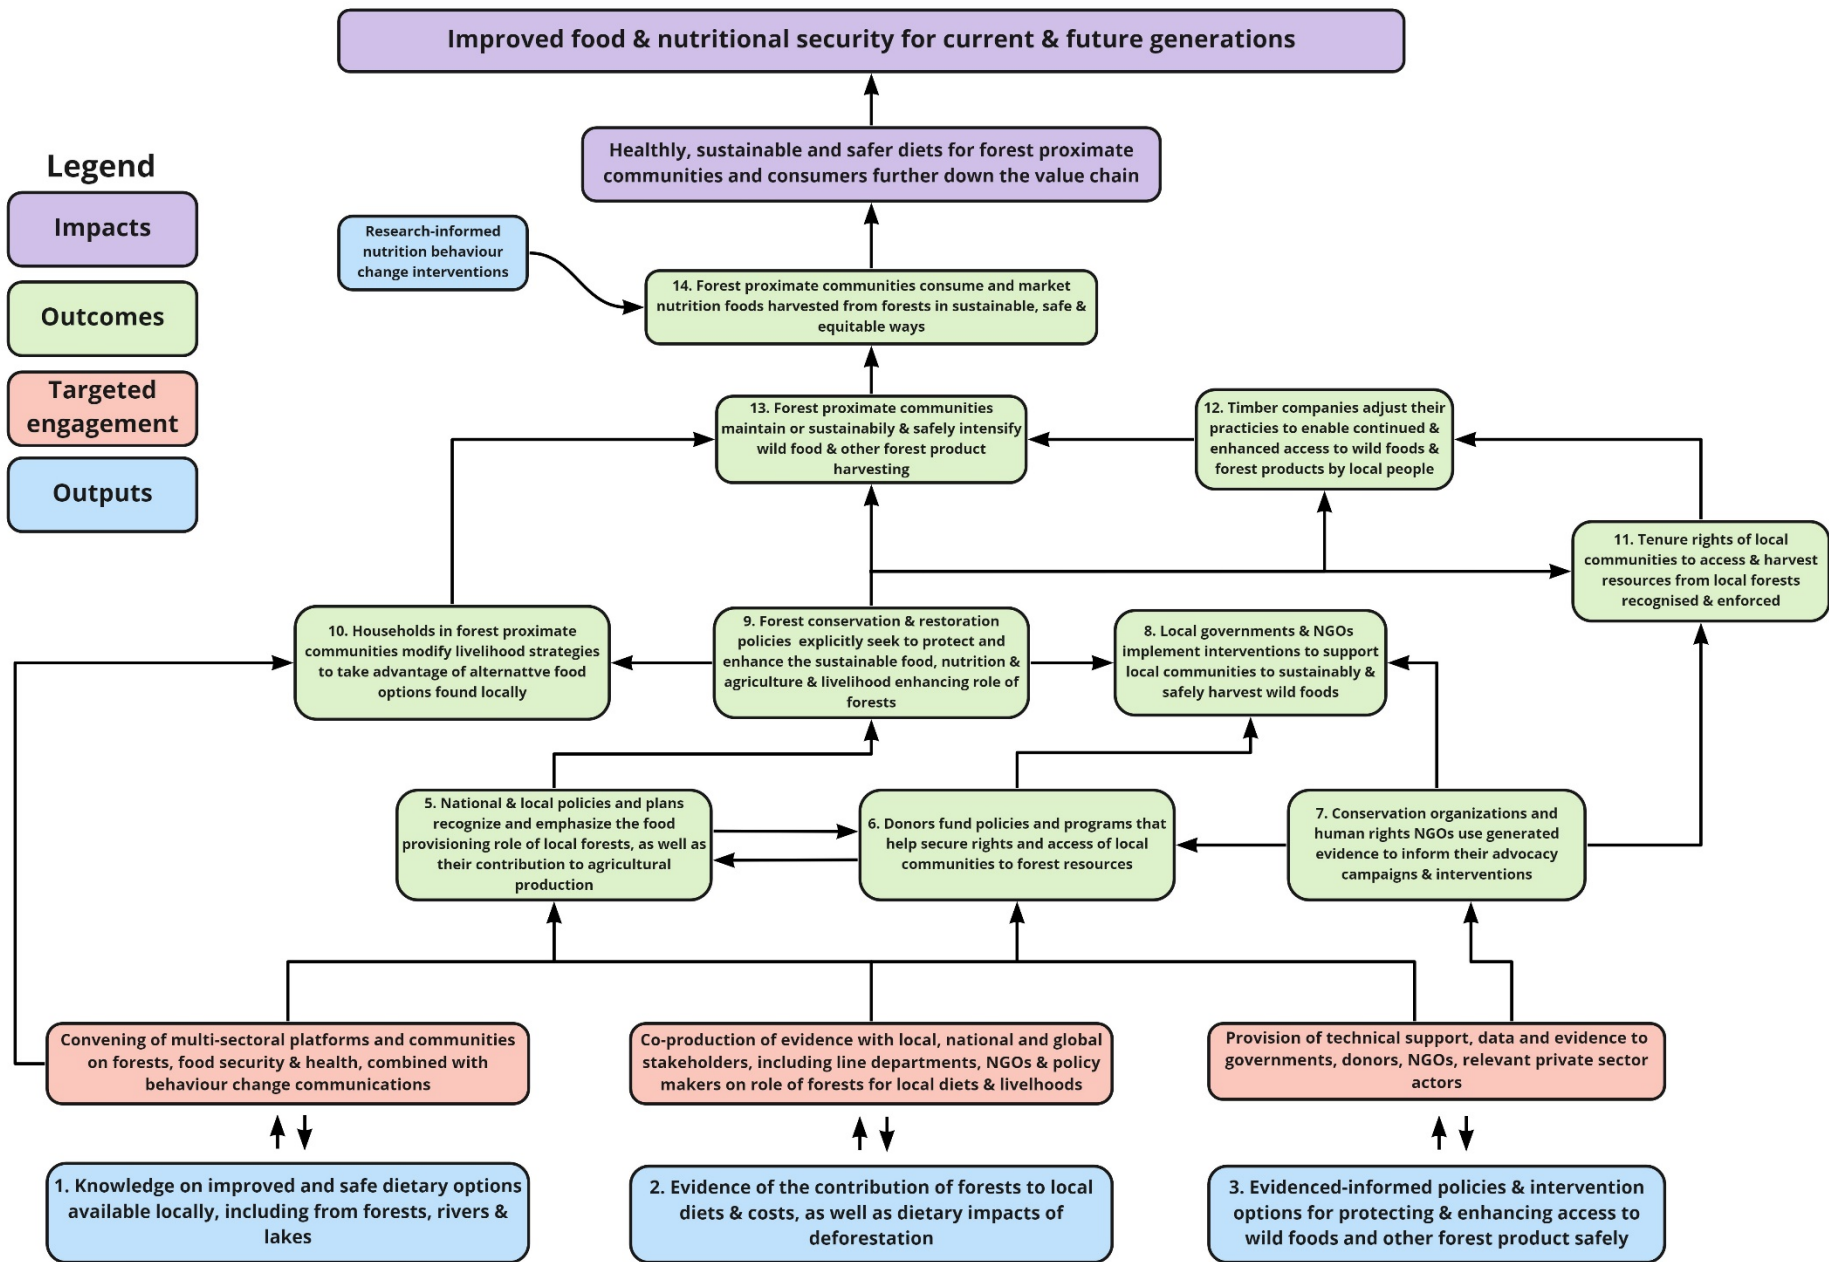 Improved food & nutritional security for current & future generations
Healthly, sustainable and safer diets for forest proximate
communities and consumers further down the value chain
Legend
Impacts
Outcomes
Targeted
engagement
Outputs
Research-informed
nutrition behaviour
change interventions
14. Forest proximate communities consume and market
nutrition foods harvested from forests in sustainable, safe &
equitable ways
13. Forest proximate communities
maintain or sustainabily & safely intensify
wild food & other forest product
harvesting
12. Timber companies adjust their
practicies to enable continued &
enhanced access to wild foods &
forest products by local people
11. Tenure rights of local
communities to access & harvest
resources from local forests
recognised & enforced
10. Households in forest proximate
communities modify livelihood strategies
to take advantage of alternattve food
options found locally
9. Forest conservation & restoration
policies explicitly seek to protect and
enhance the sustainable food, nutrition &
agriculture & livelihood enhancing role of
forests
8. Local governments & NGOs
implement interventions to support
local communities to sustainably &
safely harvest wild foods
5. National & local policies and plans
recognize and emphasize the food
provisioning role of local forests, as well as
their contribution to agricultural
production
6. Donors fund policies and programs that
help secure rights and access of local
communities to forest resources
7. Conservation organizations and
human rights NGOs use generated
evidence to inform their advocacy
campaigns & interventions
Convening of multi-sectoral platforms and communities
on forests, food security & health, combined with
behaviour change communications
Co-production of evidence with local, national and global
stakeholders, including line departments, NGOs & policy
makers on role of forests for local diets & livelhoods
Provision of technical support, data and evidence to
governments, donors, NGOs, relevant private sector
actors
1. Knowledge on improved and safe dietary options
available locally, including from forests, rivers &
lakes
2. Evidence of the contribution of forests to local
diets & costs, as well as dietary impacts of
deforestation
3. Evidenced-informed policies & intervention
options for protecting & enhancing access to
wild foods and other forest product safely